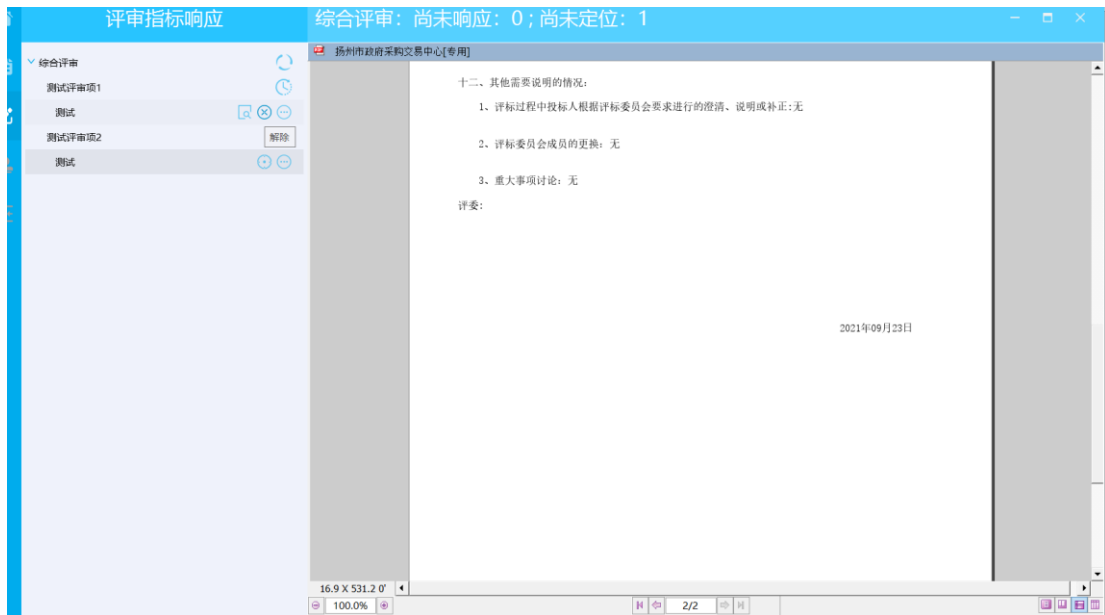 评审指标响应
综合评审：尚未响应：0 ; 尚未定位：1
综合评审
测试评审项1
测试
测试评审项2
解除
测试
扬州市政府采购交易中心[专用]
十二、其他需要说明的情况:
1、评标过程中投标人根据评标委员会要求进行的澄清、说明或补正:无
2、评标委员会成员的更换: 无
3、重大事项讨论: 无
评委:
2021年09月23日
16.9 X 531.2 0'
100.0%
2/2